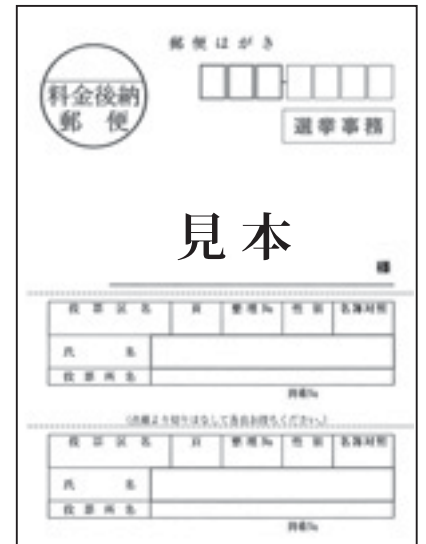 郵便はがき
料金後納
郵便
選挙事務
見本
様
投票区名 頁 整理No 性別 名簿対照
氏名
投票所名
(点線より切りはなして各自お持ちください。)
投票区名 頁 整理No 性別 名簿対照
氏名
投票所名